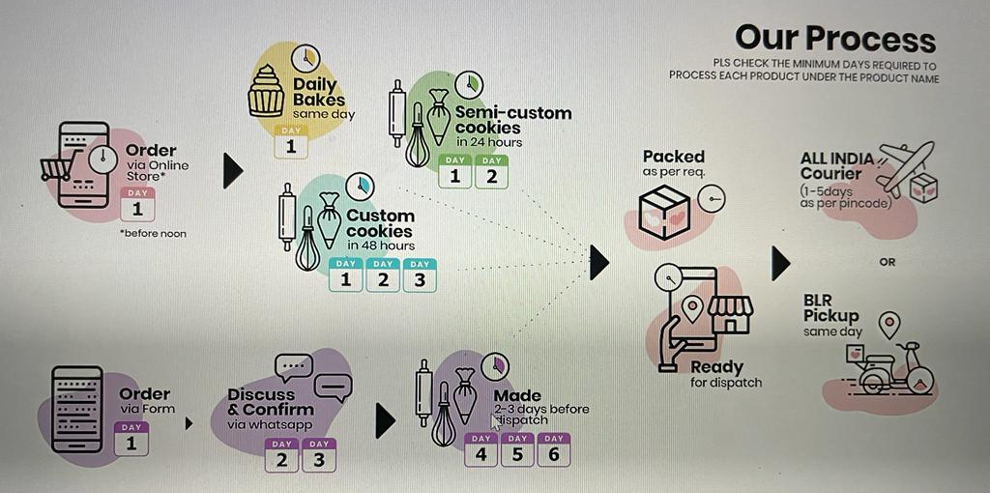 Our Process
PLS CHECK THE MINIMUM DAYS REQUIRED TO
PROCESS EACH PRODUCT UNDER THE PRODUCT NAME
Order
via Online
Store*
DAY
1
*before noon
Daily
Bakes
same day
DAY
1
Semi-custom
cookies
in 24 hours
DAY DAY
1 2
Custom
cookies
in 48 hours
DAY DAY DAY
1 2 3
Order
via Form
DAY
1
Discuss
& Confirm
via whatsapp
DAY DAY
2 3
Made
2-3 days before
dispatch
DAY DAY DAY
4 5 6
Packed
as per req.
Ready
for dispatch
ALL INDIA
Courier
(1-5days
as per pincode)
OR
BLR
Pickup
same day